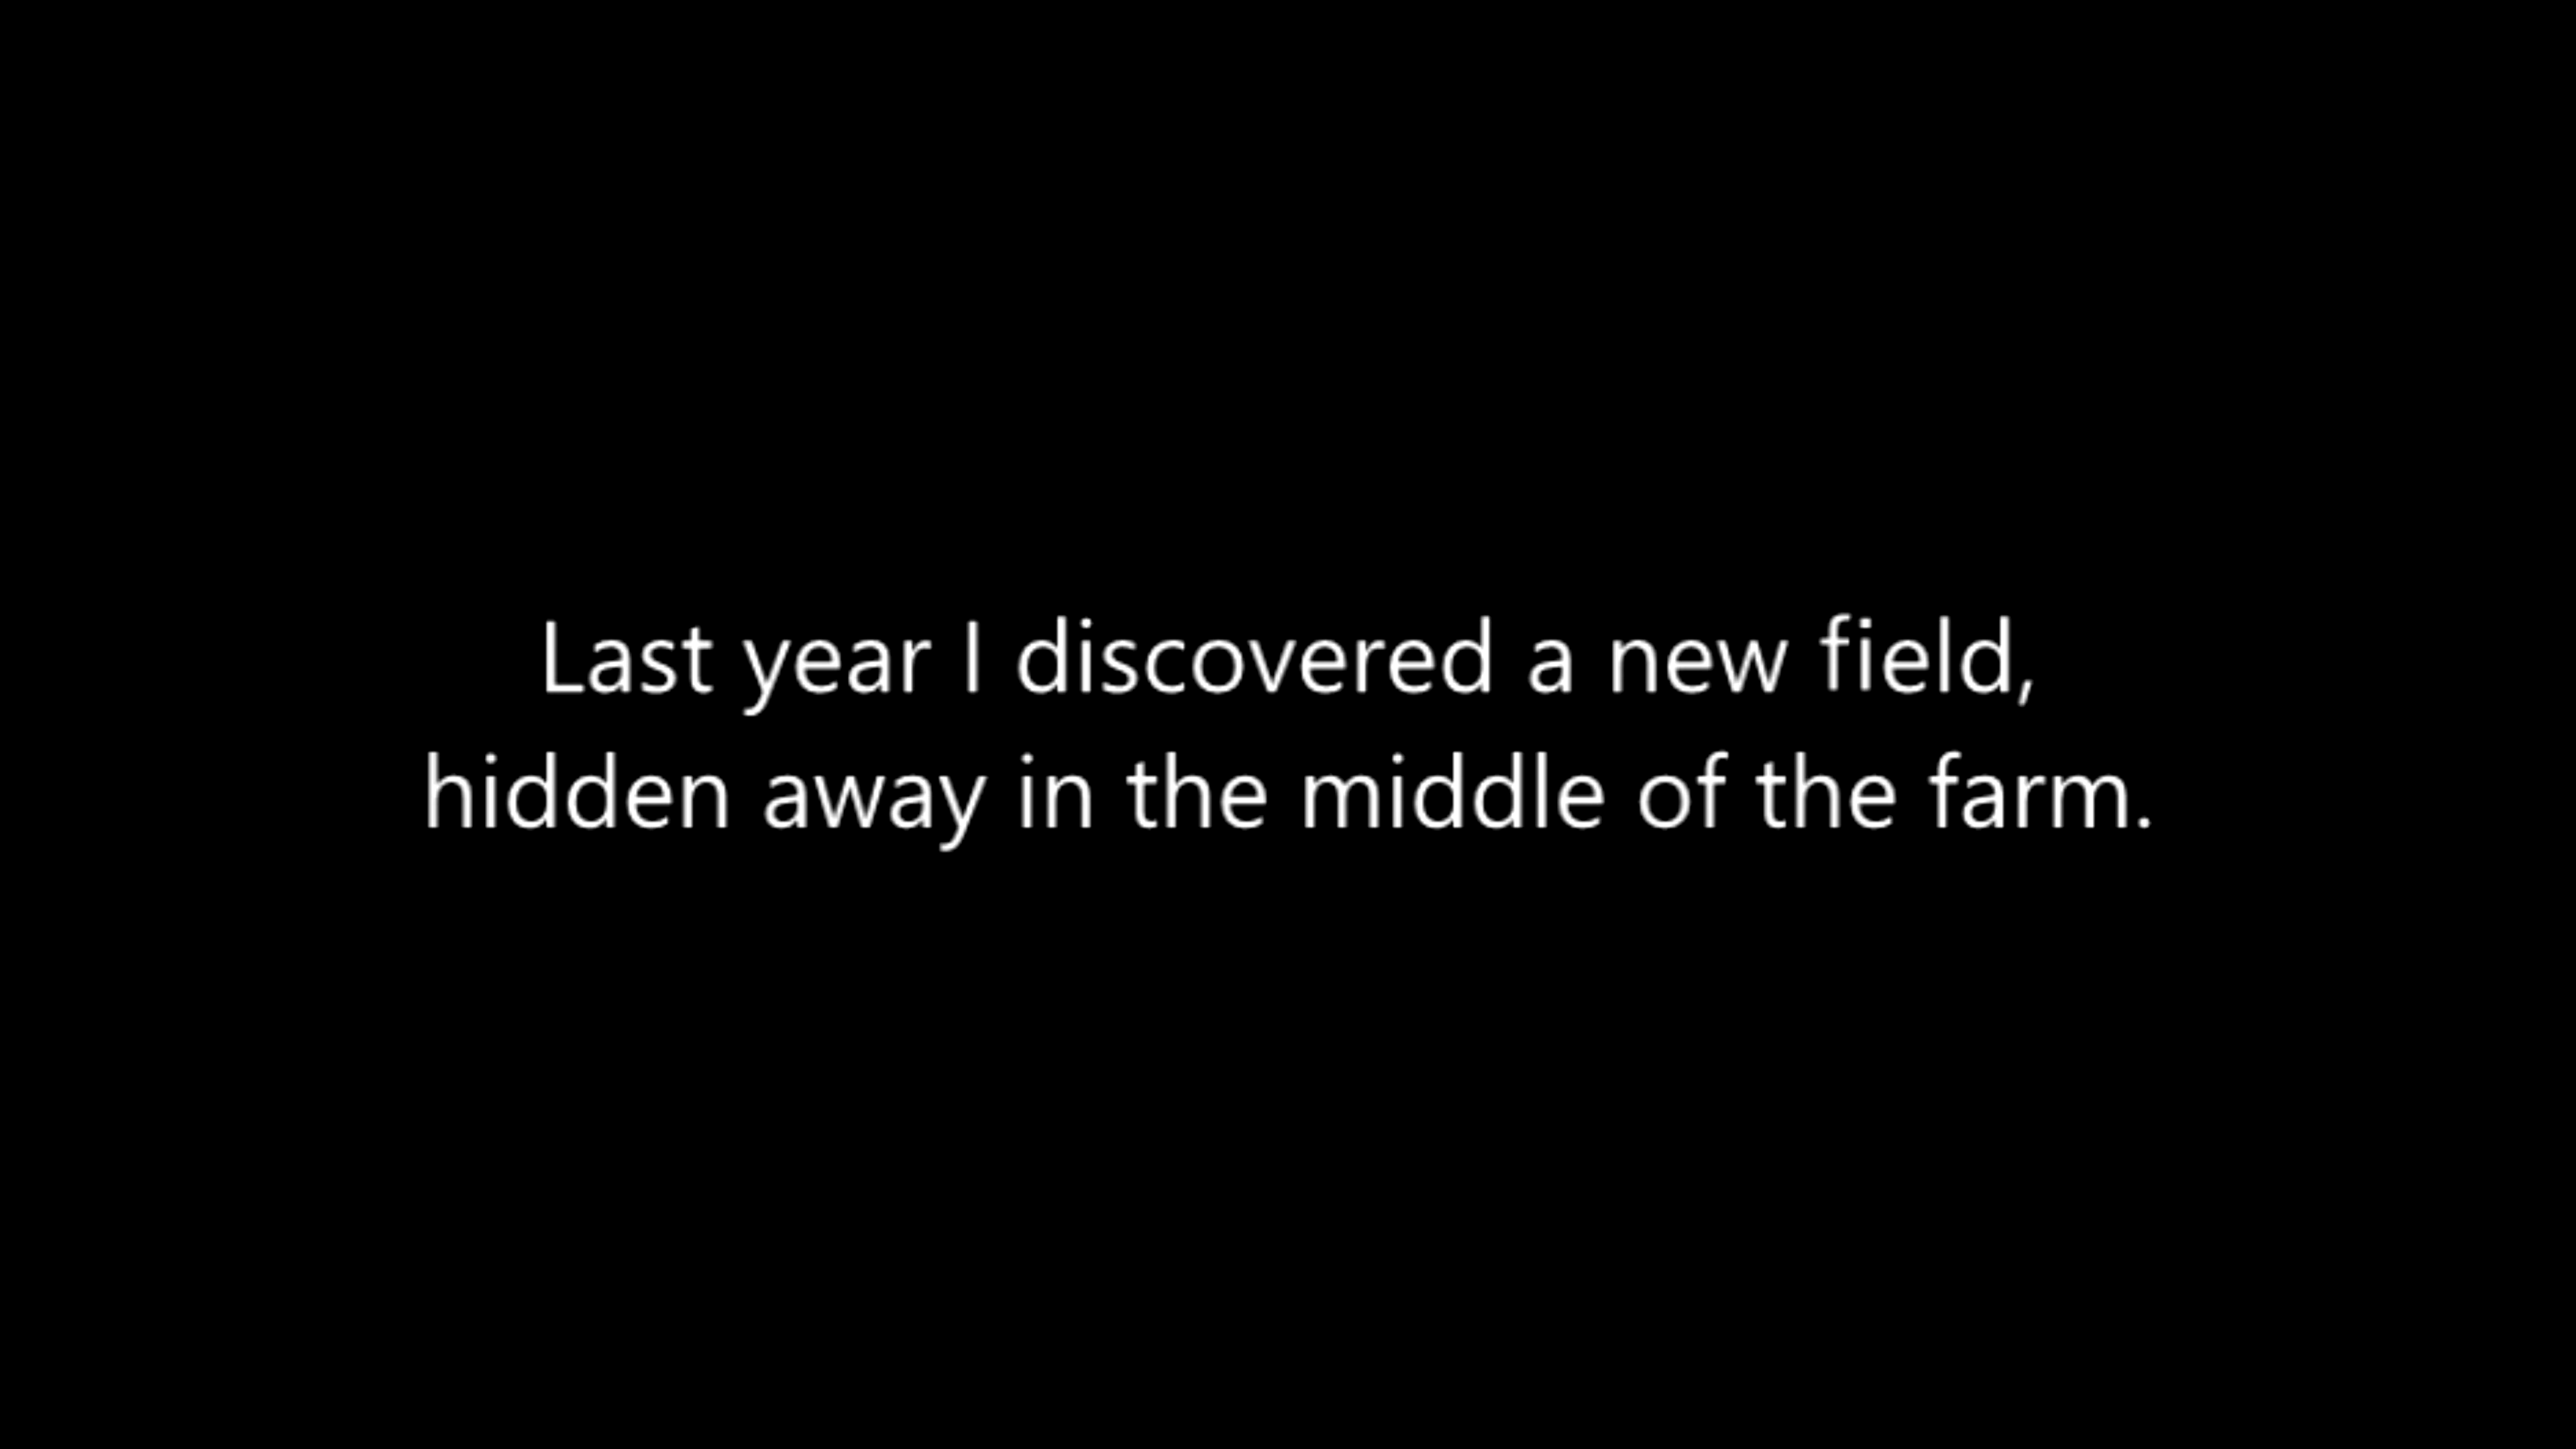 Last year I discovered a new field,
hidden away in the middle of the farm.